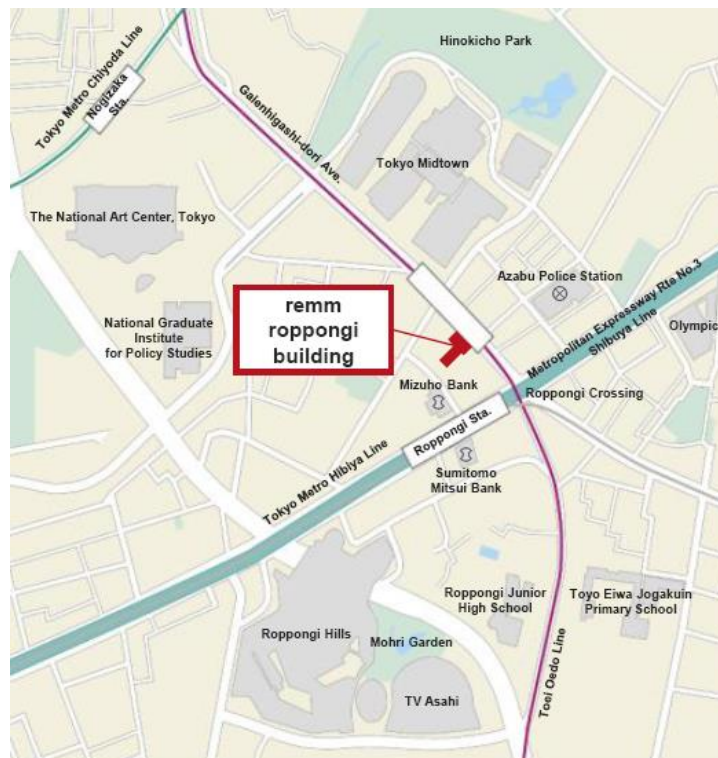 Hinokicho Park
Tokyo Metro Chiyoda Line
Nogizaka
Sta.
Gaienhigashi-dori Ave.
Tokyo Midtown
The National Art Center, Tokyo
Azabu Police Station
Metropolitan Expressway Rte No.3
Shibuya Line
remm
roppongi
building
National Graduate
Institute
for Policy Studies
Olympic
Mizuho Bank
Roppongi Crossing
Roppongi Sta.
Tokyo Metro Hibiya Line
Sumitomo
Mitsui Bank
Roppongi Junior
High School
Toyo Eiwa Jogakuin
Primary School
Roppongi Hills
Mohri Garden
Toei Oedo Line
TV Asahi